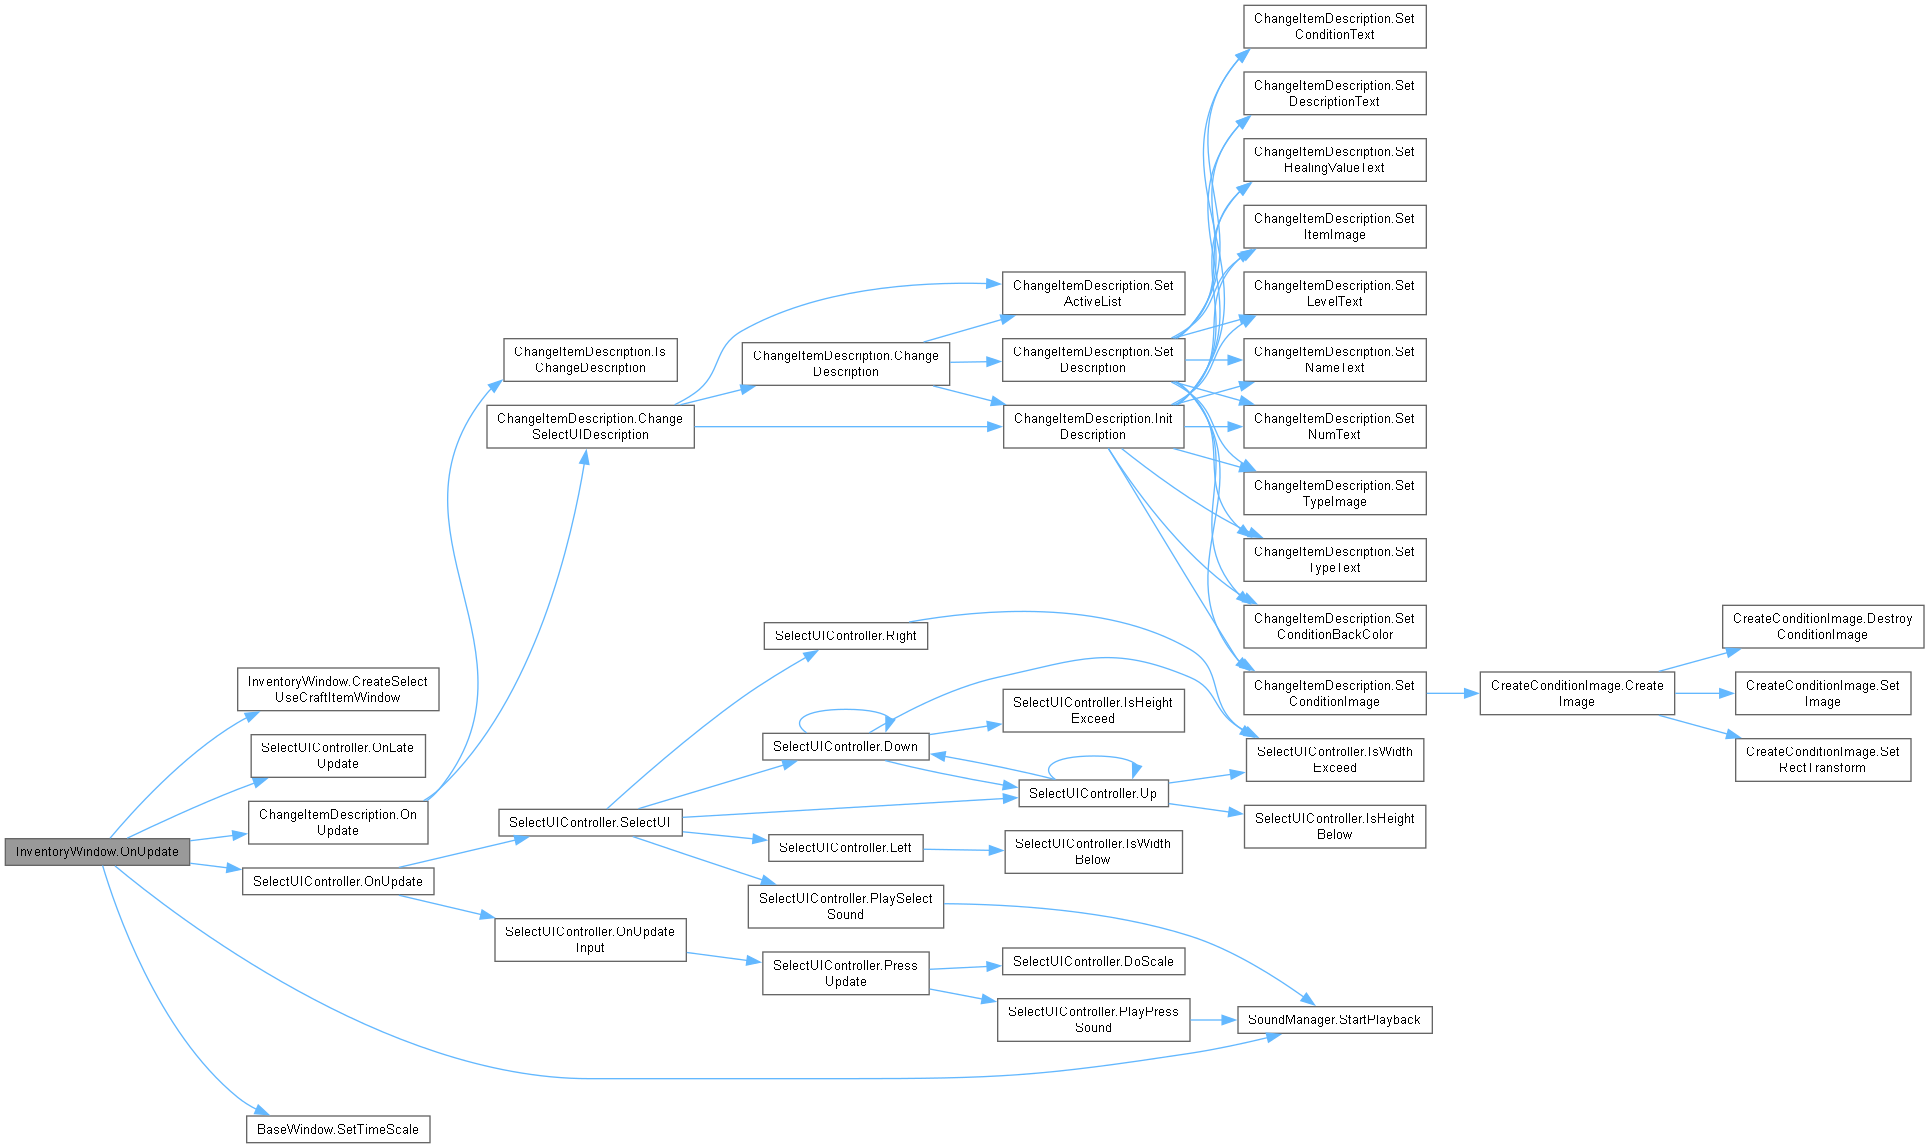 ChangeItemDescription.Set
ConditionText
ChangeItemDescription.Set
DescriptionText
ChangeItemDescription.Set
HealingValueText
ChangeItemDescription.Set
ItemImage
ChangeItemDescription.Set
ActiveList
ChangeItemDescription.Set
LevelText
ChangeItemDescription.Is
ChangeDescription
ChangeItemDescription.Change
Description
ChangeItemDescription.Set
Description
ChangeItemDescription.Set
NameText
ChangeItemDescription.Change
SelectUIDescription
ChangeItemDescription.Init
Description
ChangeItemDescription.Set
NumText
ChangeItemDescription.Set
TypeImage
ChangeItemDescription.Set
TypeText
SelectUIController.Right
ChangeItemDescription.Set
ConditionBackColor
CreateConditionImage.Destroy
ConditionImage
InventoryWindow.CreateSelect
UseCraftItemWindow
SelectUIController.IsHeight
Exceed
ChangeItemDescription.Set
ConditionImage
CreateConditionImage.Create
Image
CreateConditionImage.Set
Image
SelectUIController.OnLate
Update
SelectUIController.Down
SelectUIController.IsWidth
Exceed
CreateConditionImage.Set
RectTransform
ChangeItemDescription.On
Update
SelectUIController.SelectUI
SelectUIController.Up
SelectUIController.IsHeight
Below
InventoryWindow.OnUpdate
SelectUIController.Left
SelectUIController.IsWidth
Below
SelectUIController.OnUpdate
SelectUIController.PlaySelect
Sound
SelectUIController.OnUpdate
Input
SelectUIController.Press
Update
SelectUIController.DoScale
SelectUIController.PlayPress
Sound
SoundManager.StartPlayback
BaseWindow.SetTimeScale